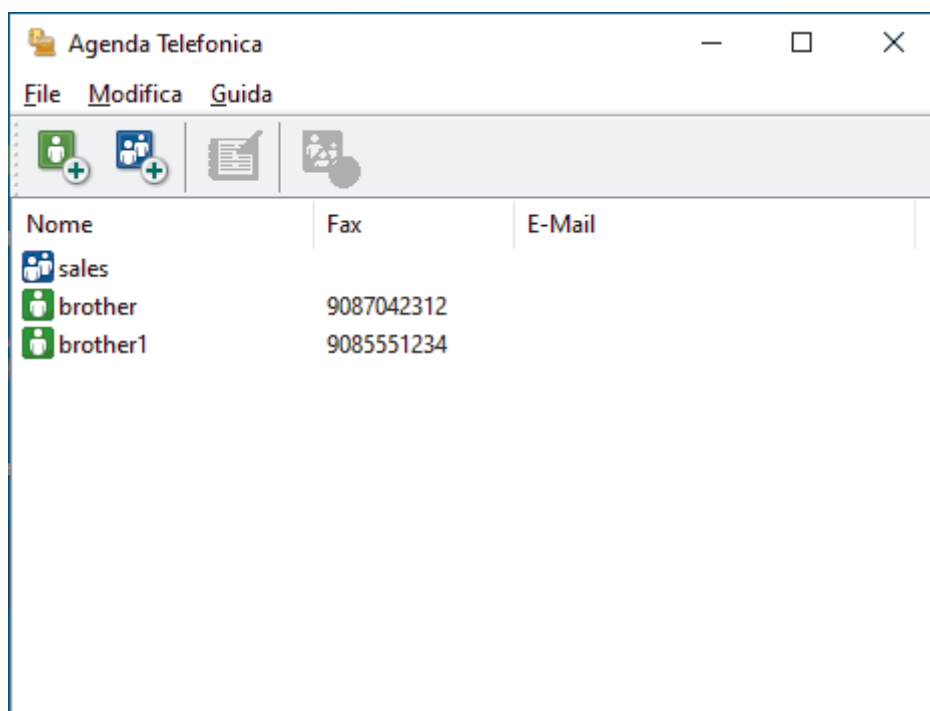 Agenda Telefonica
File Modifica Guida
Nome Fax E-Mail
sales
brother 9087042312
brother1 9085551234